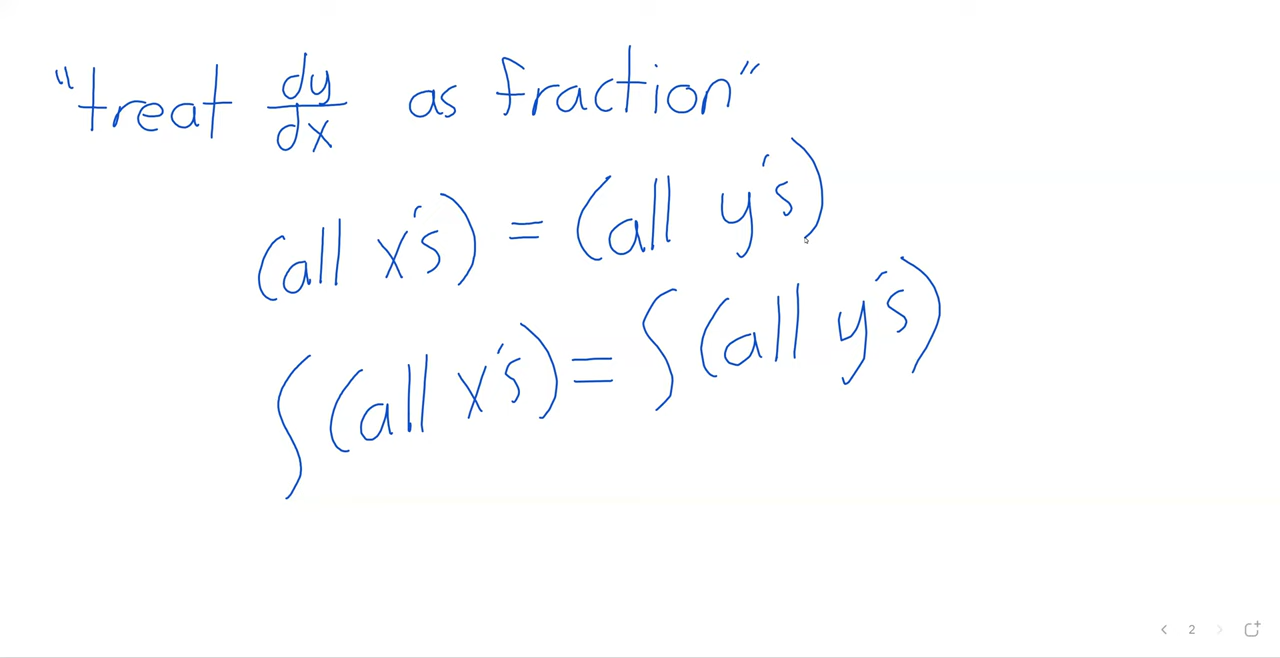 "treat dy/dx as fraction"
(all x's) = (all y's)
∫(all x's) = ∫(all y's)
2